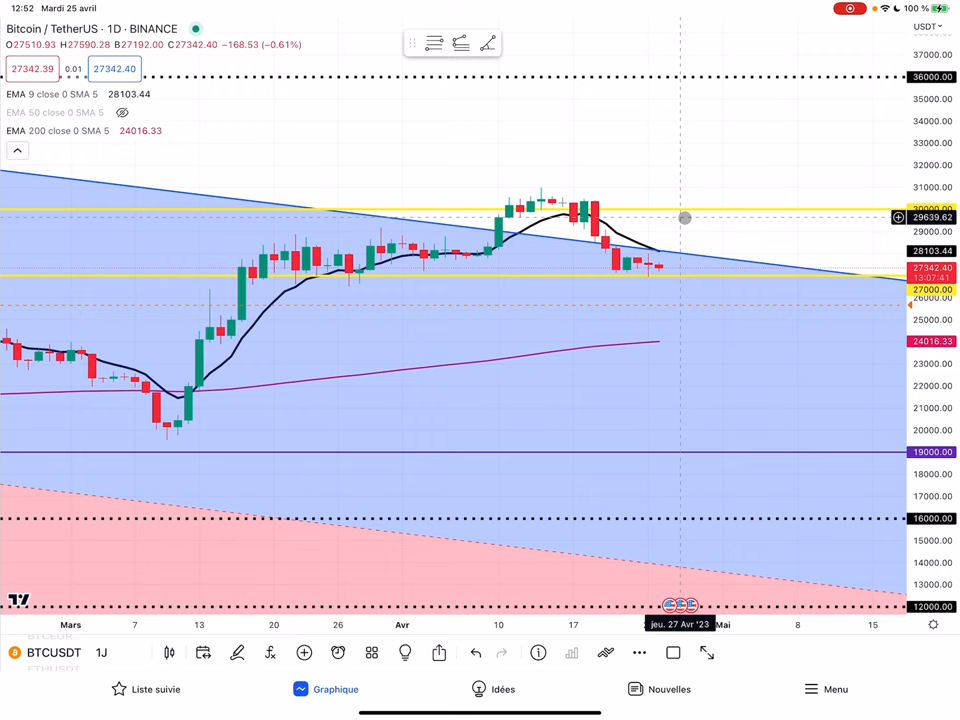 12:52 Mardi 25 avril
100 %
Bitcoin / TetherUS · 1D · BINANCE
O27510.93 H27590.28 B27192.00 C27342.40 −168.53 (−0.61%)
27342.39 0.01 27342.40
EMA 9 close 0 SMA 5 28103.44
EMA 50 close 0 SMA 5
EMA 200 close 0 SMA 5 24016.33
USDT
37000.00
36000.00
35000.00
34000.00
33000.00
32000.00
31000.00
30000.00
29639.62
29000.00
28103.44
27342.40
13:07:41
27000.00
26000.00
25000.00
24016.33
23000.00
22000.00
21000.00
20000.00
19000.00
18000.00
17000.00
16000.00
15000.00
14000.00
13000.00
12000.00
Mars 7 13 20 26 Avr 10 17 jeu. 27 Avr '23 Mai 8 15
BTCEUR
BTCUSDT 1J
ETHUSDT
Liste suivie Graphique Idées Nouvelles Menu